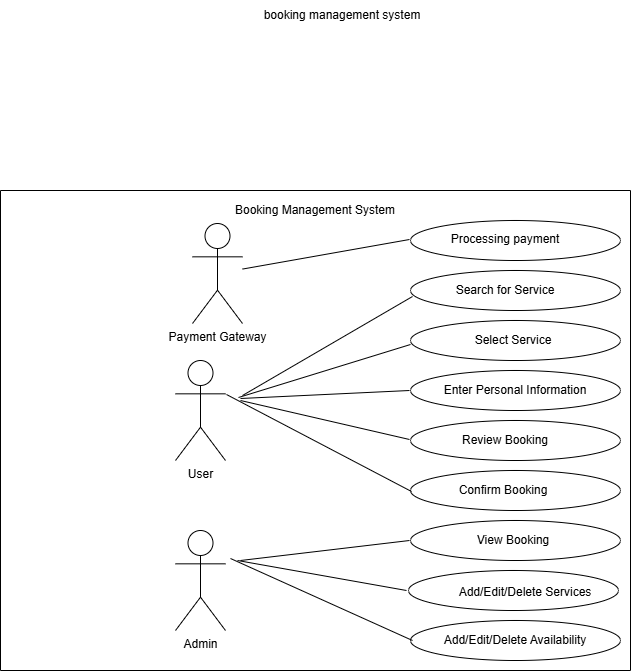 booking management system
Booking Management System
Processing payment
Search for Service
Payment Gateway
Select Service
Enter Personal Information
Review Booking
User
Confirm Booking
View Booking
Add/Edit/Delete Services
Add/Edit/Delete Availability
Admin